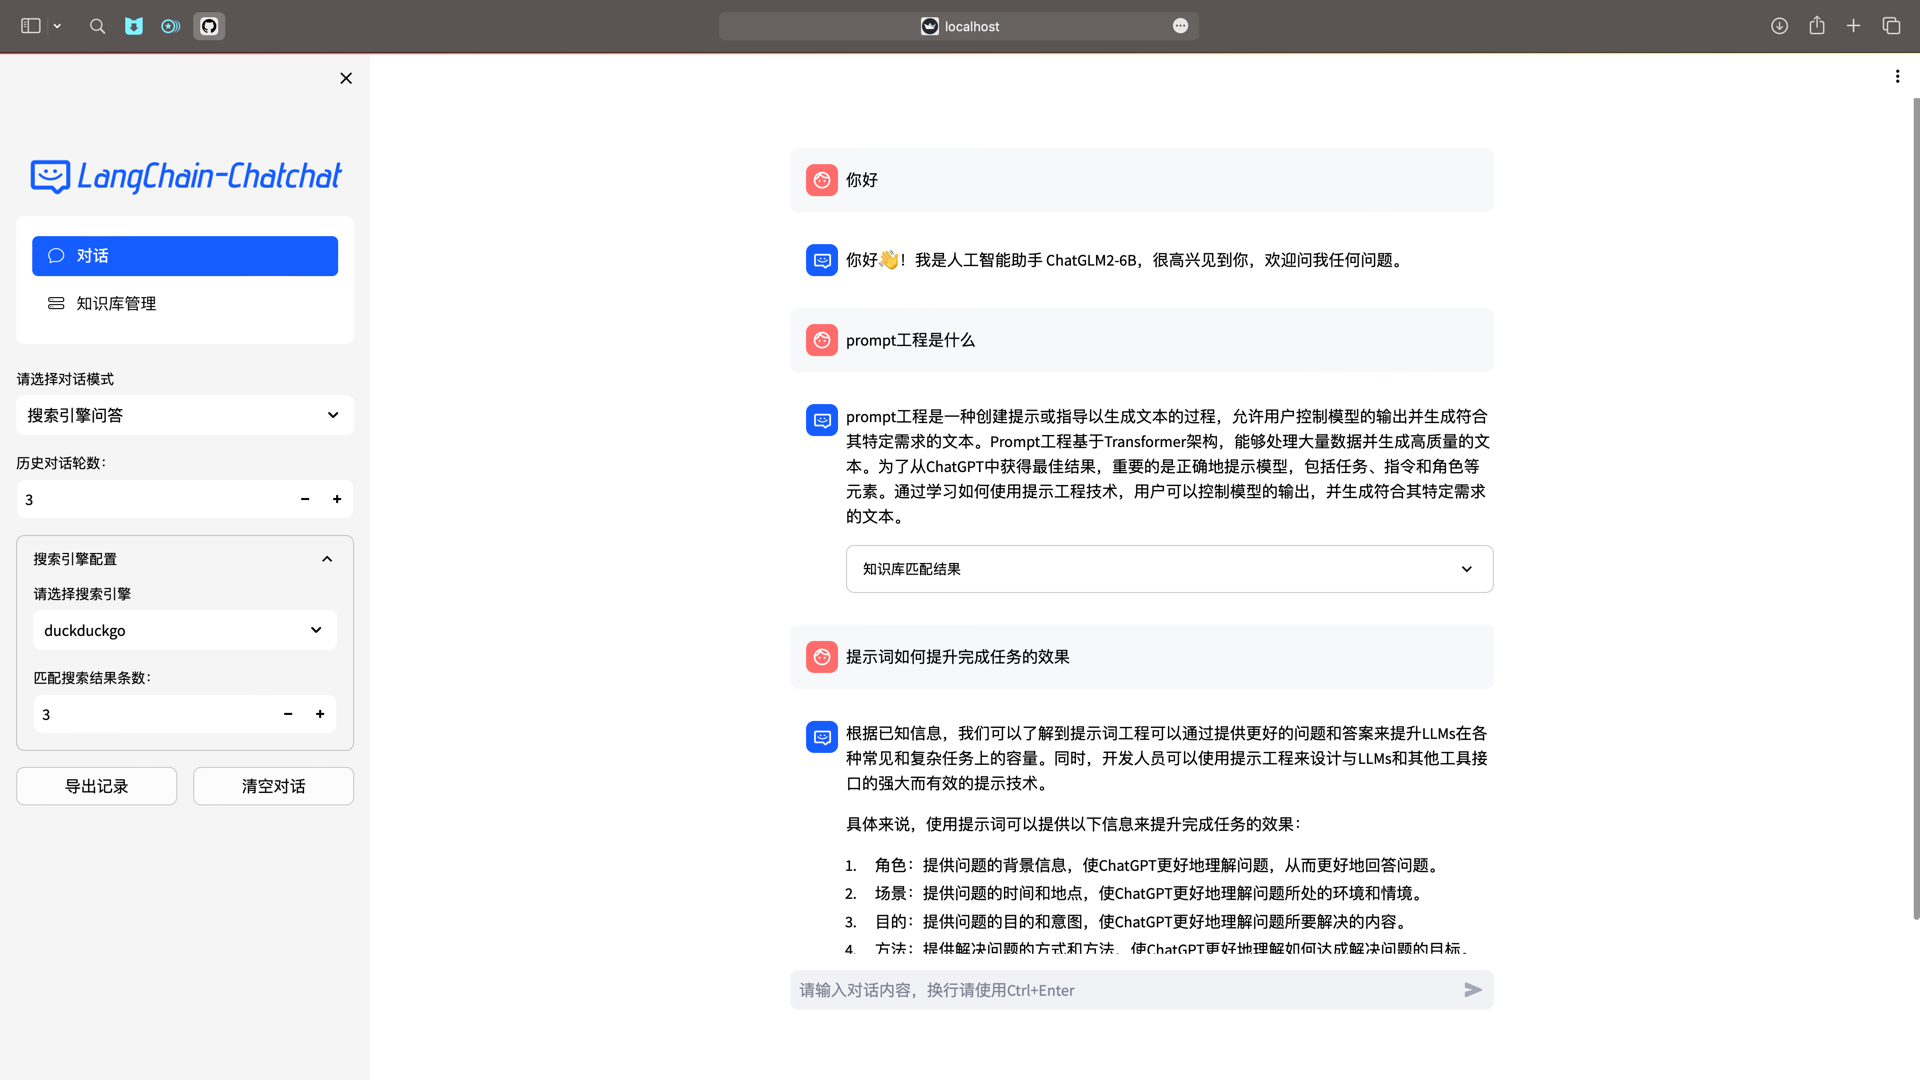 localhost
LangChain-Chatchat
对话
知识库管理
请选择对话模式
搜索引擎问答
历史对话轮数：
3
搜索引擎配置
请选择搜索引擎
duckduckgo
匹配搜索结果条数：
3
导出记录
清空对话
你好
你好👋！我是人工智能助手 ChatGLM2-6B，很高兴见到你，欢迎问我任何问题。
prompt工程是什么
prompt工程是一种创建提示或指导以生成文本的过程，允许用户控制模型的输出并生成符合
其特定需求的文本。Prompt工程基于Transformer架构，能够处理大量数据并生成高质量的文
本。为了从ChatGPT中获得最佳结果，重要的是正确地提示模型，包括任务、指令和角色等
元素。通过学习如何使用提示工程技术，用户可以控制模型的输出，并生成符合其特定需求
的文本。
知识库匹配结果
提示词如何提升完成任务的效果
根据已知信息，我们可以了解到提示词工程可以通过提供更好的问题和答案来提升LLMs在各
种常见和复杂任务上的容量。同时，开发人员可以使用提示工程来设计与LLMs和其他工具接
口的强大而有效的提示技术。
具体来说，使用提示词可以提供以下信息来提升完成任务的效果：
1. 角色：提供问题的背景信息，使ChatGPT更好地理解问题，从而更好地回答问题。
2. 场景：提供问题的时间和地点，使ChatGPT更好地理解问题所处的环境和情境。
3. 目的：提供问题的目的和意图，使ChatGPT更好地理解问题所要解决的内容。
4. 方法：提供解决问题的方式和方法，使ChatGPT更好地理解如何达成解决问题的目标。
请输入对话内容，换行请使用Ctrl+Enter